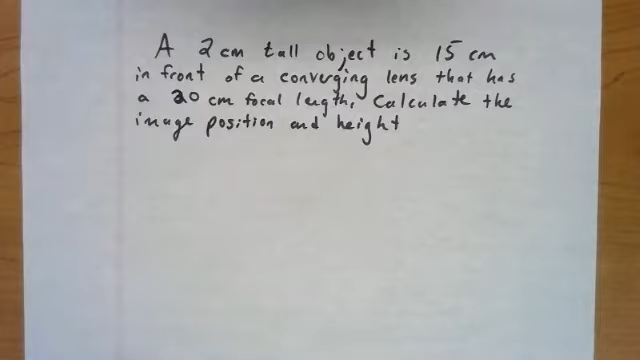 A 2 cm tall object is 15 cm
in front of a converging lens that has
a 20 cm focal length. Calculate the
image position and height